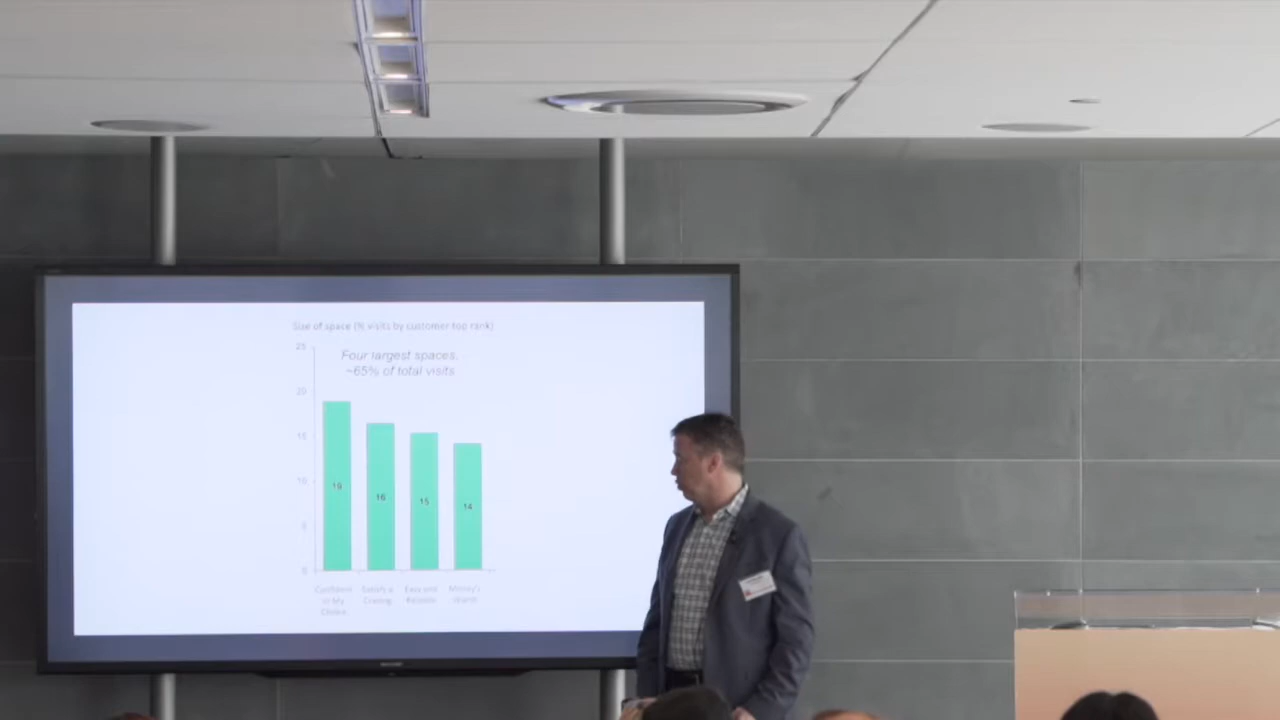 Size of space (% visits by customer top rank)
25
Four largest spaces,
~65% of total visits
20
15
10
5
0
19
16
15
14
Confident in My Choice
Satisfy a Craving
Easy and Reliable
Money's Worth